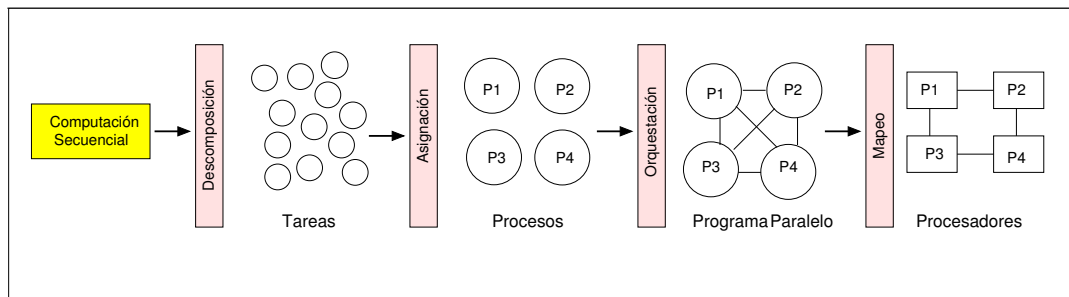 Computación
Secuencial
Descomposición
Tareas
Asignación
P1
P2
P3
P4
Procesos
Orquestación
P1
P2
P3
P4
Programa Paralelo
Mapeo
P1
P2
P3
P4
Procesadores